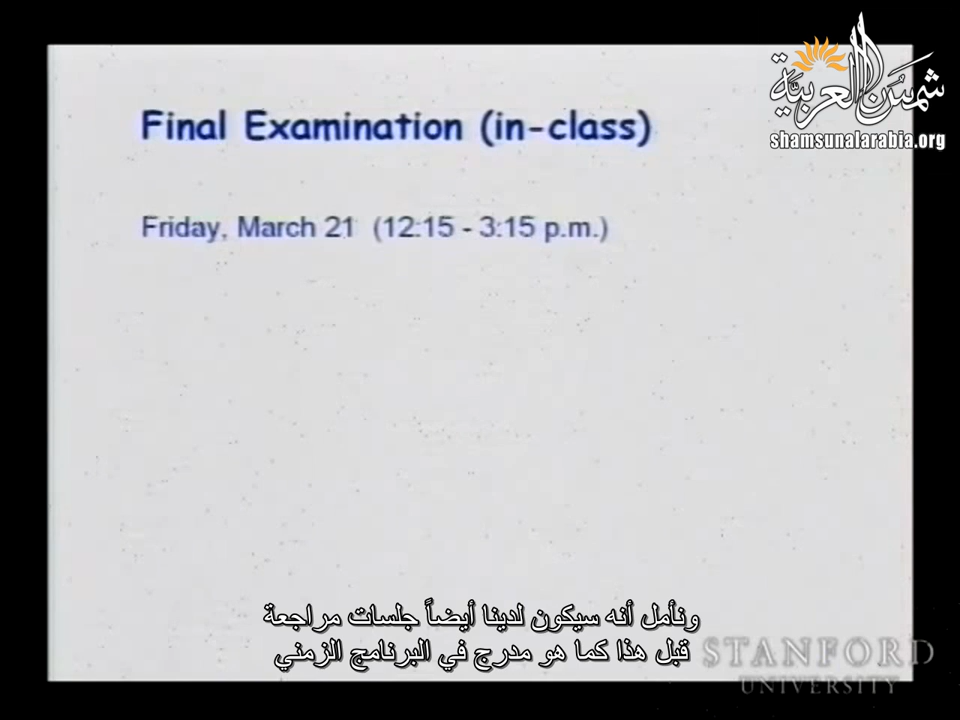 شمس العربية
shamsunalarabia.org
Final Examination (in-class)
Friday, March 21 (12:15 - 3:15 p.m.)
ونأمل أنه سيكون لدينا أيضاً جلسات مراجعة
قبل هذا كما هو مدرج في البرنامج الزمني
STANFORD
UNIVERSITY